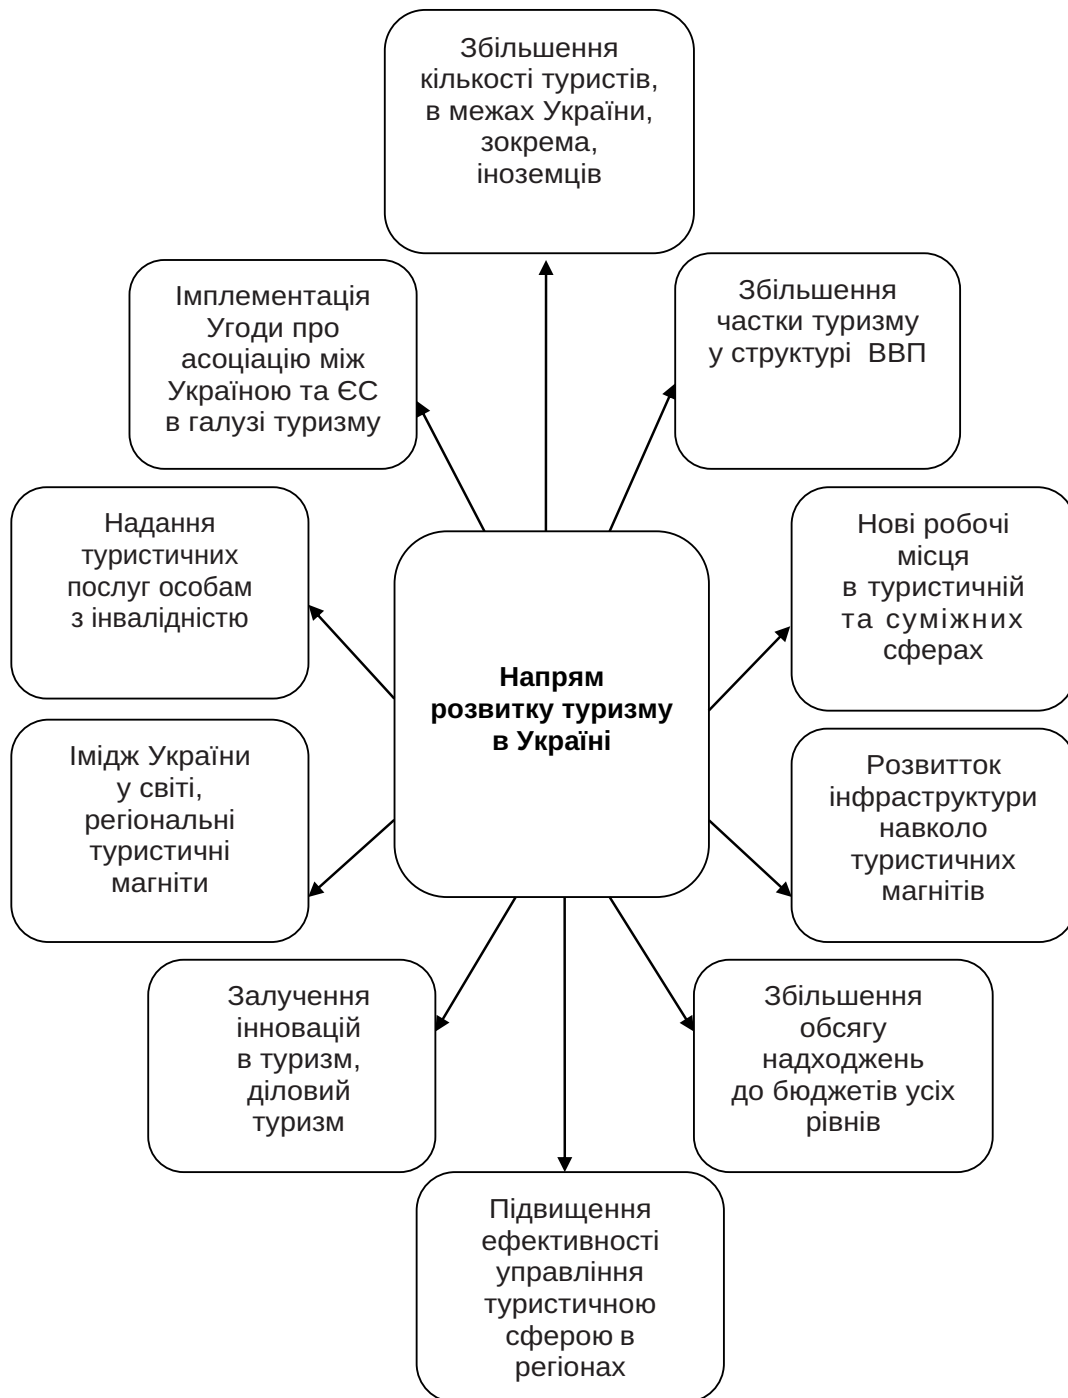 Збільшення
кількості туристів,
в межах України,
зокрема,
іноземців
Імплементація
Угоди про
асоціацію між
Україною та ЄС
в галузі туризму
Збільшення
частки туризму
у структурі ВВП
Надання
туристичних
послуг особам
з інвалідністю
Нові робочі
місця
в туристичній
та суміжних
сферах
Напрям
розвитку туризму
в Україні
Імідж України
у світі,
регіональні
туристичні
магніти
Розвитток
інфраструктури
навколо
туристичних
магнітів
Залучення
інновацій
в туризм,
діловий
туризм
Збільшення
обсягу
надходжень
до бюджетів усіх
рівнів
Підвищення
ефективності
управління
туристичною
сферою в
регіонах